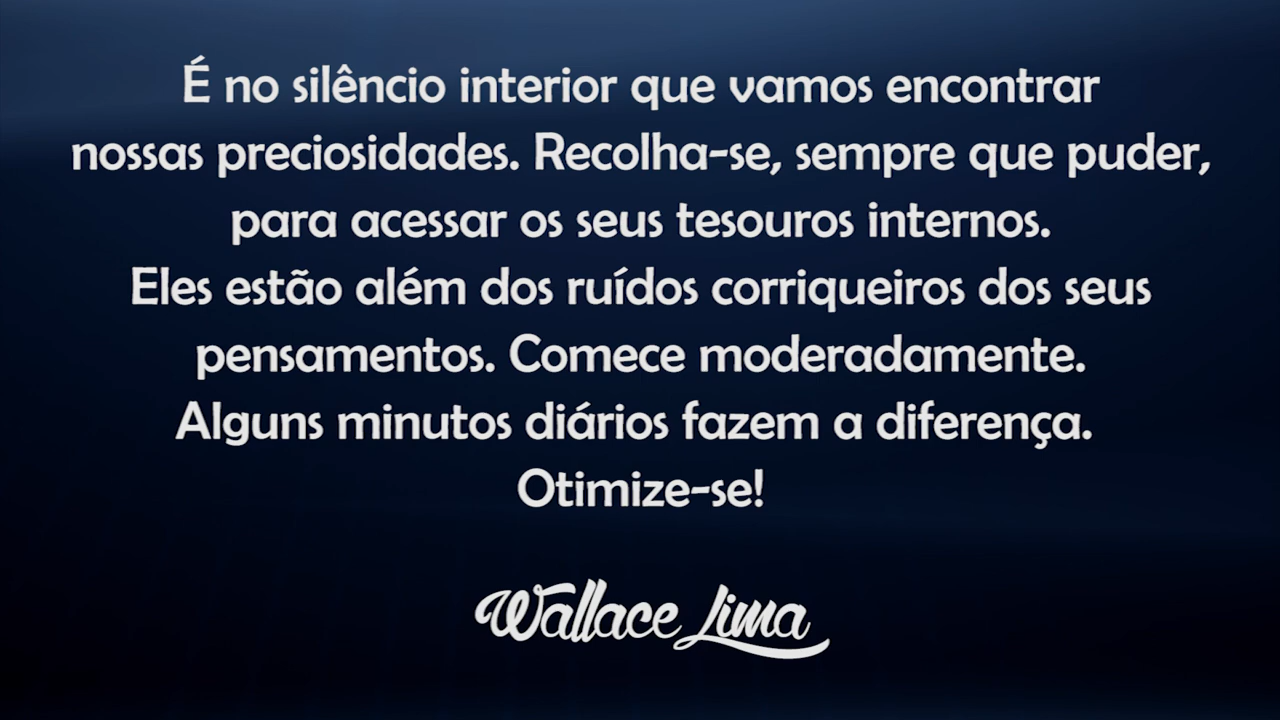 É no silêncio interior que vamos encontrar
nossas preciosidades. Recolha-se, sempre que puder,
para acessar os seus tesouros internos.
Eles estão além dos ruídos corriqueiros dos seus
pensamentos. Comece moderadamente.
Alguns minutos diários fazem a diferença.
Otimize-se!
Wallace Lima